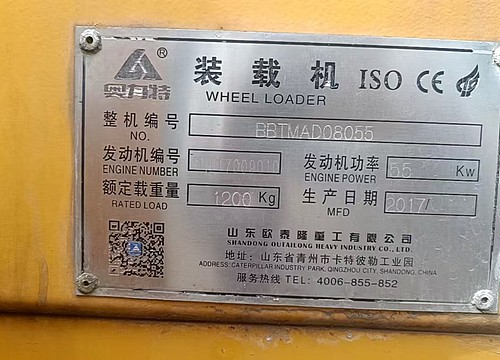 奥力特 ®
装载机 ISO CE
WHEEL LOADER
整机编号
NO.
BBTMAD08055
发动机编号
ENGINE NUMBER
发动机功率
ENGINE POWER
55 Kw
额定载重量
RATED LOAD
1200 Kg
生产日期
MFD
2017/
山东欧泰隆重工有限公司
SHANDONG OUTAILONG HEAVY INDUSTRY CO., LTD.
地址: 山东省青州市卡特彼勒工业园
ADDRESS: CATERPILLAR INDUSTRY PARK, QINGZHOU CITY, SHANDONG, CHINA
服务热线 TEL: 4006-855-852